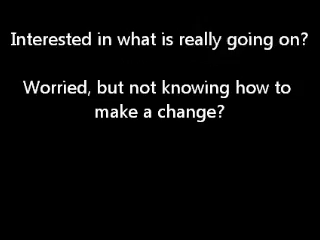 Interested in what is really going on?
Worried, but not knowing how to
make a change?